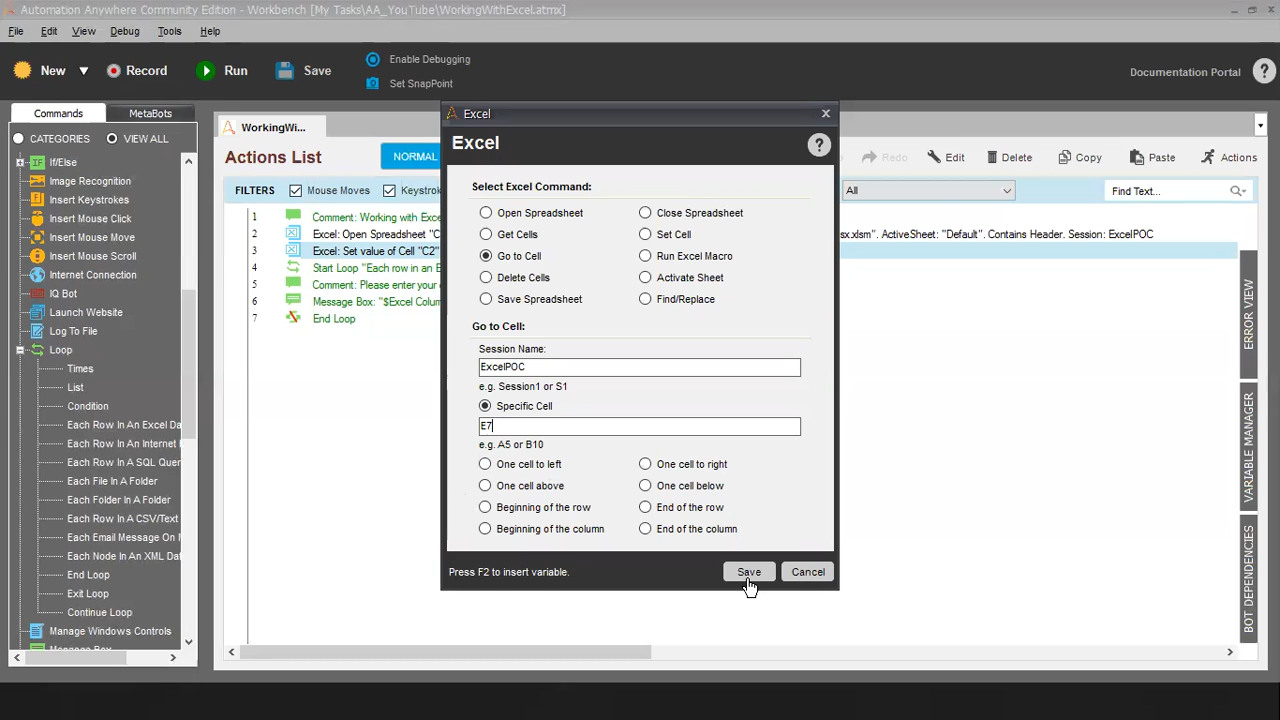 Automation Anywhere Community Edition - Workbench [My Tasks\AA_YouTube\WorkingWithExcel.atmx]
File Edit View Debug Tools Help
New Record Run Save
Enable Debugging
Set SnapPoint
Documentation Portal ?
Commands MetaBots
CATEGORIES VIEW ALL
If/Else
Image Recognition
Insert Keystrokes
Insert Mouse Click
Insert Mouse Move
Insert Mouse Scroll
Internet Connection
IQ Bot
Launch Website
Log To File
Loop
Times
List
Condition
Each Row In An Excel Da
Each Row In An Internet
Each Row In A SQL Quer
Each File In A Folder
Each Folder In A Folder
Each Row In A CSV/Text
Each Email Message On
Each Node In An XML Dat
End Loop
Exit Loop
Continue Loop
Manage Windows Controls
WorkingWi...
Actions List NORMAL
Redo Edit Delete Copy Paste Actions
FILTERS Mouse Moves Keystrok All Find Text...
1 Comment: Working with Exce
2 Excel: Open Spreadsheet "C sx.xlsm". ActiveSheet: "Default". Contains Header. Session: ExcelPOC
3 Excel: Set value of Cell "C2"
4 Start Loop "Each row in an E
5 Comment: Please enter your
6 Message Box: "$Excel Colum
7 End Loop
Excel
Excel ?
Select Excel Command:
Open Spreadsheet Close Spreadsheet
Get Cells Set Cell
Go to Cell Run Excel Macro
Delete Cells Activate Sheet
Save Spreadsheet Find/Replace
Go to Cell:
Session Name:
ExcelPOC
e.g. Session1 or S1
Specific Cell
E7
e.g. A5 or B10
One cell to left One cell to right
One cell above One cell below
Beginning of the row End of the row
Beginning of the column End of the column
Press F2 to insert variable. Save Cancel
ERROR VIEW
VARIABLE MANAGER
BOT DEPENDENCIES